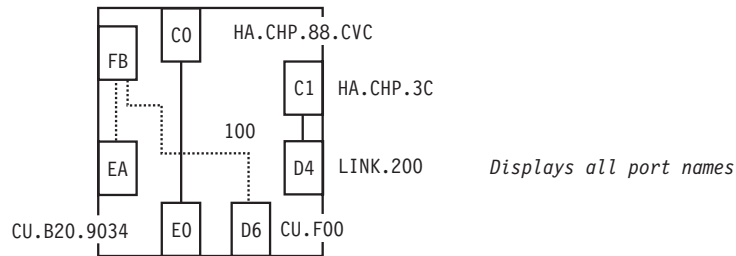 C0 HA.CHP.88.CVC
FB
C1 HA.CHP.3C
100
EA D4 LINK.200 Displays all port names
CU.B20.9034 E0 D6 CU.F00